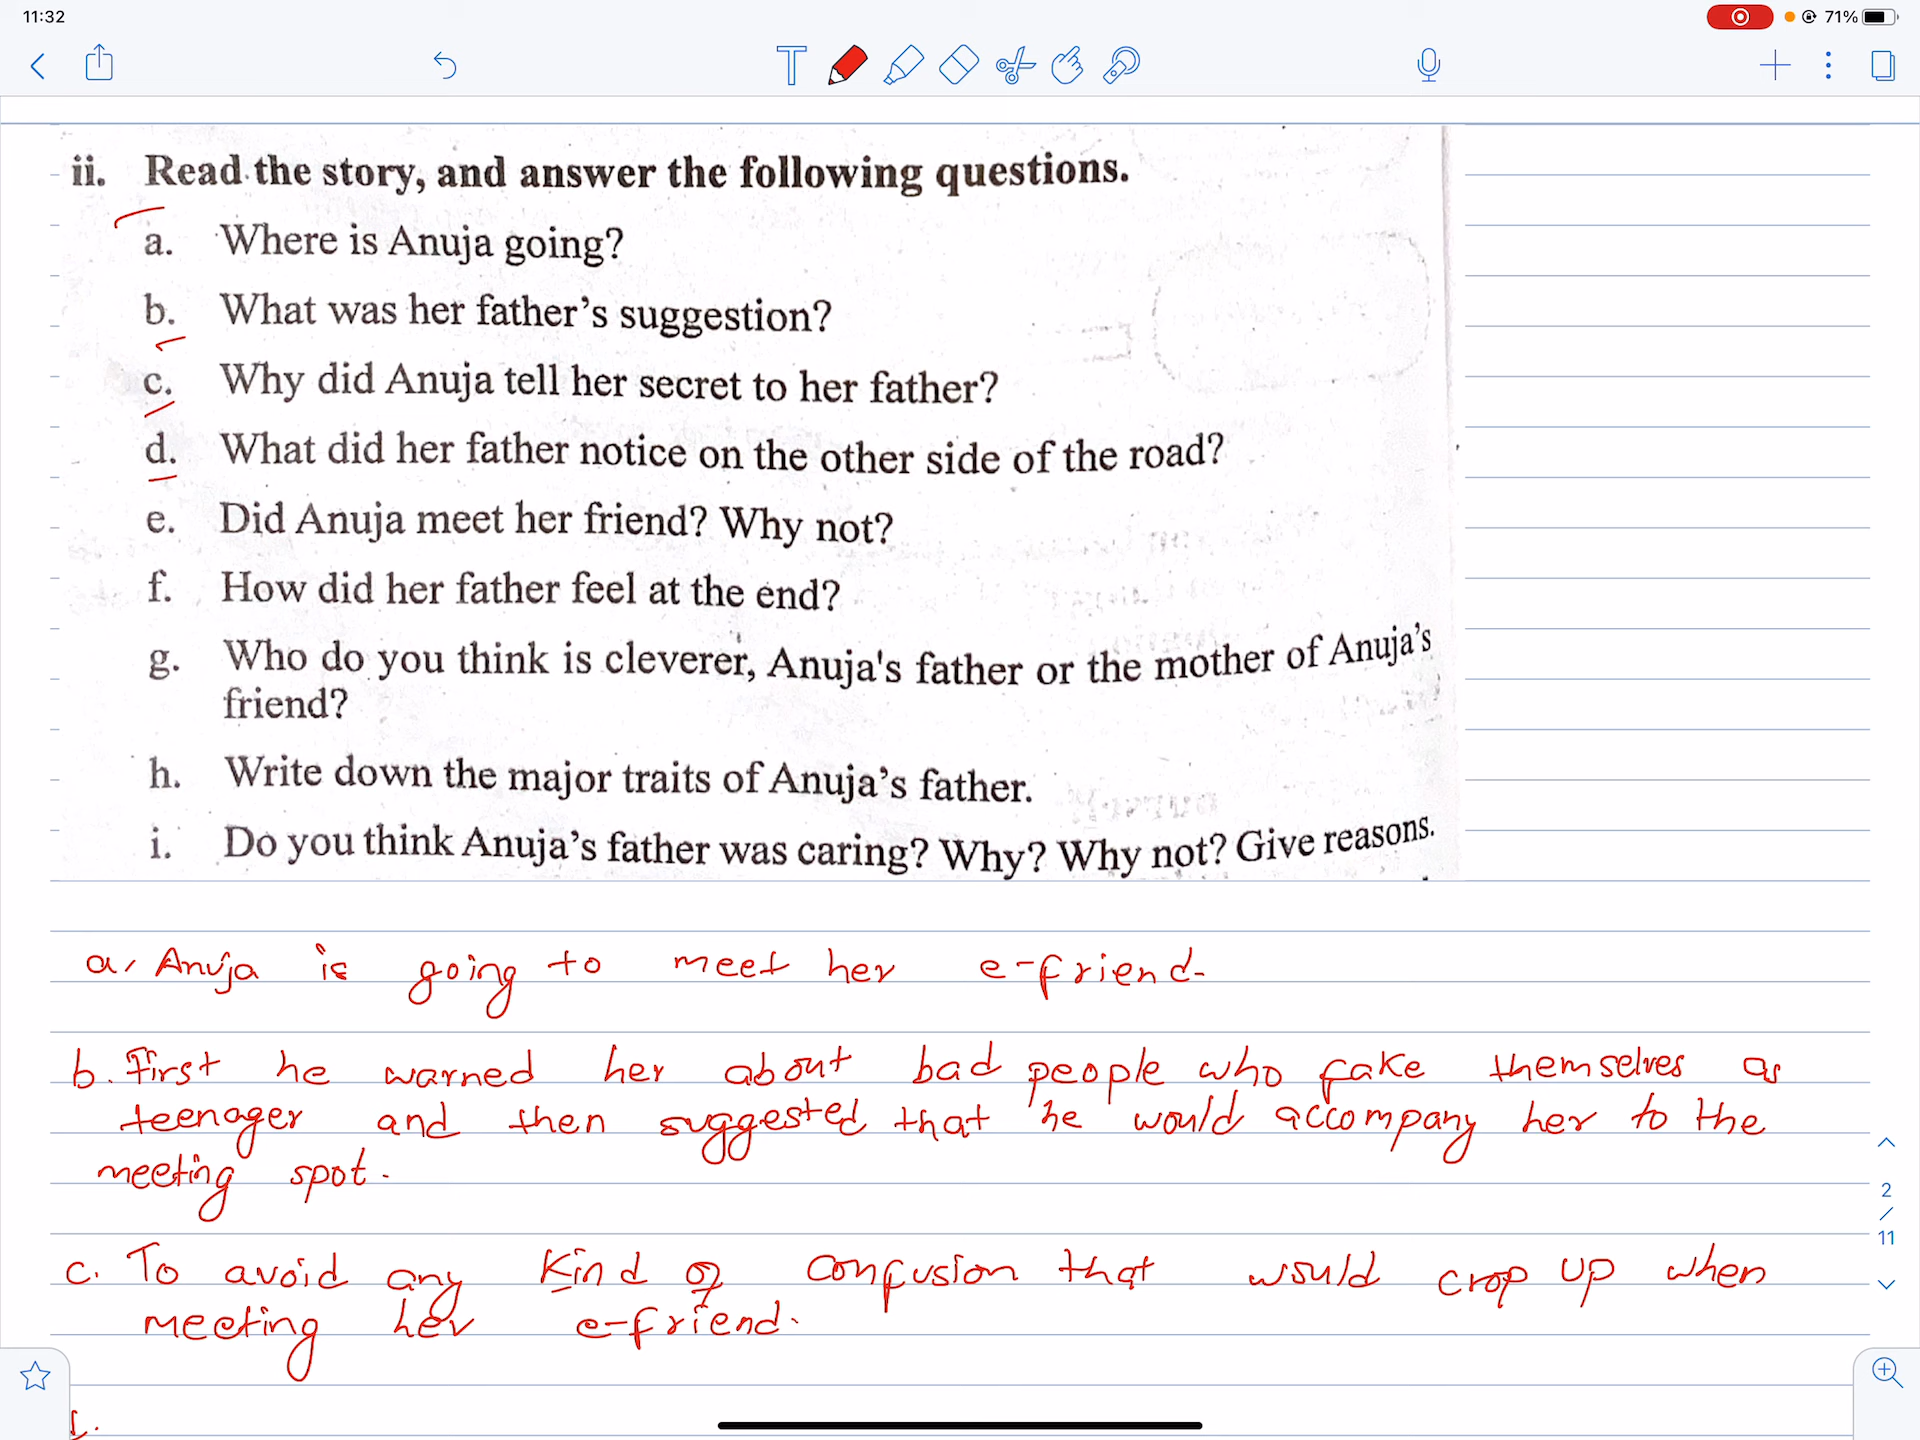 11:32
71%
ii. Read the story, and answer the following questions.
a. Where is Anuja going?
b. What was her father's suggestion?
c. Why did Anuja tell her secret to her father?
d. What did her father notice on the other side of the road?
e. Did Anuja meet her friend? Why not?
f. How did her father feel at the end?
g. Who do you think is cleverer, Anuja's father or the mother of Anuja's
friend?
h. Write down the major traits of Anuja's father.
i. Do you think Anuja's father was caring? Why? Why not? Give reasons.
a. Anuja is going to meet her e-friend.
b. First he warned her about bad people who fake themselves as
teenager and then suggested that he would accompany her to the
meeting spot.
c. To avoid any kind of confusion that would crop up when
meeting her e-friend.
2
/
11